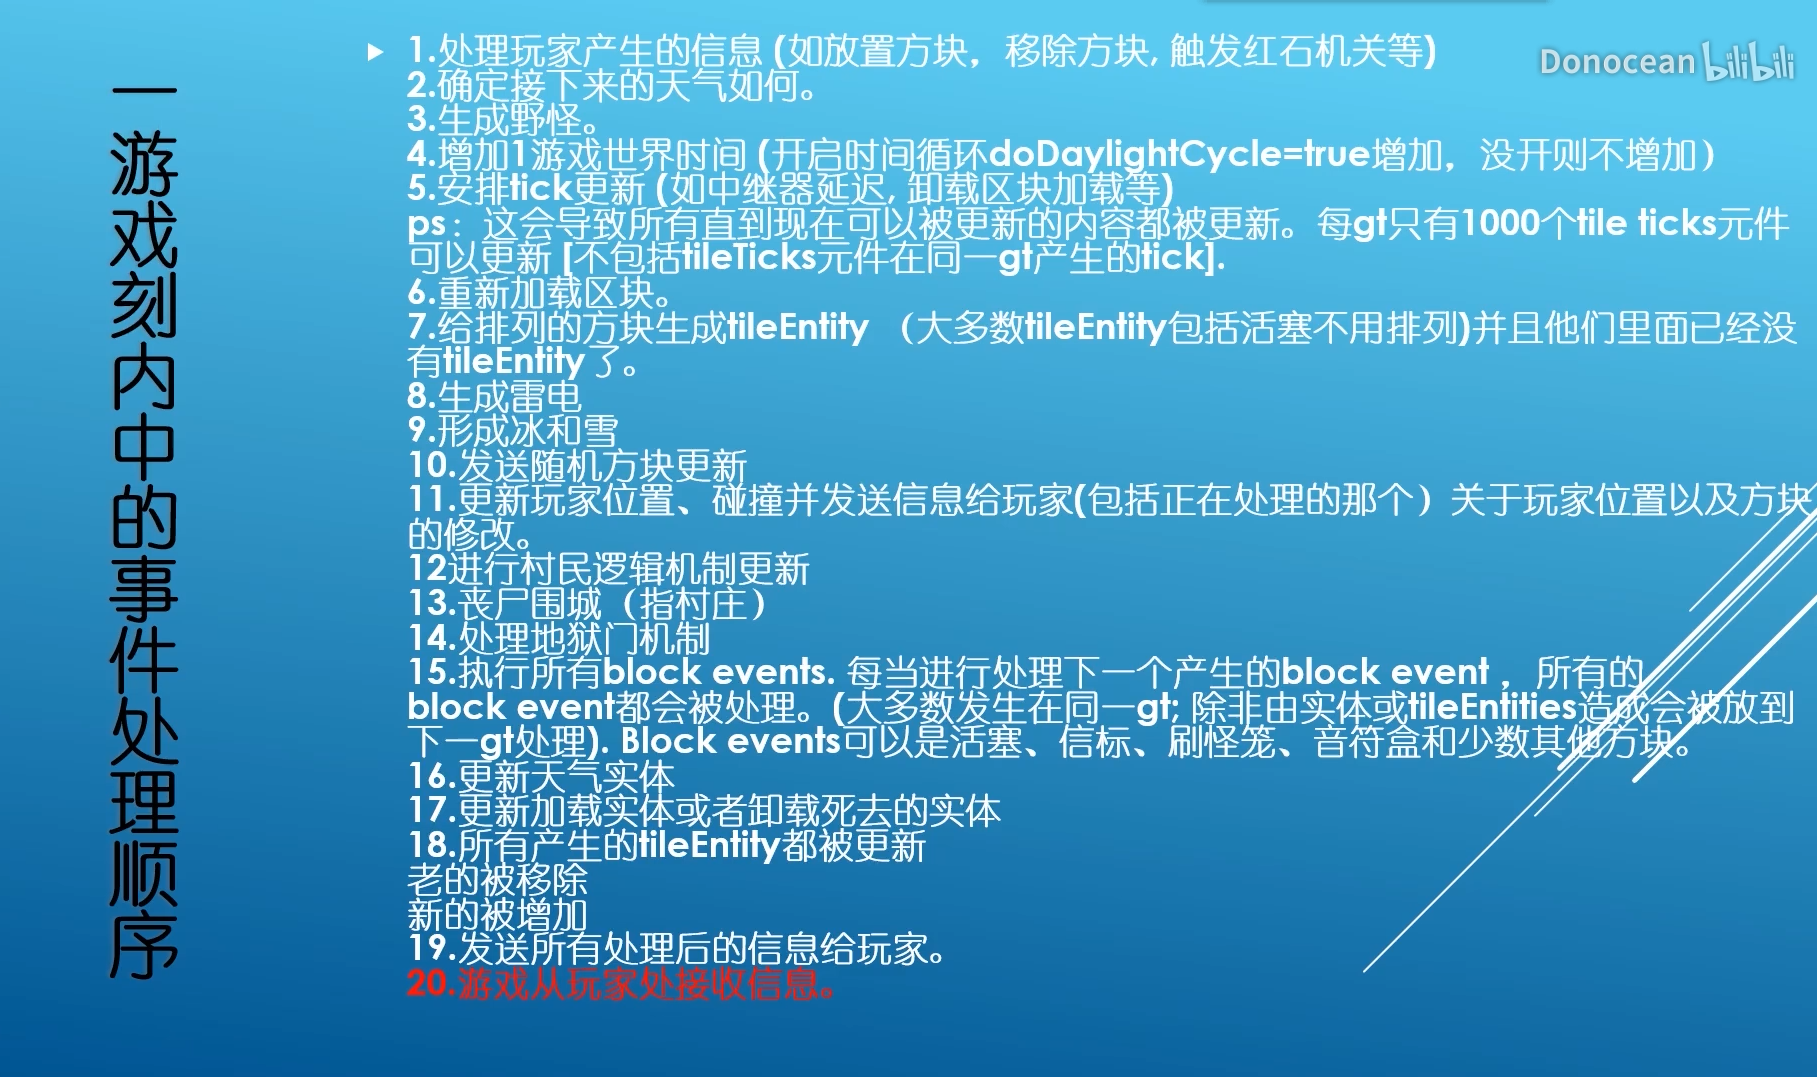 一游戏刻内中的事件处理顺序
1.处理玩家产生的信息 (如放置方块，移除方块, 触发红石机关等)
2.确定接下来的天气如何。
3.生成野怪。
4.增加1游戏世界时间 (开启时间循环doDaylightCycle=true增加，没开则不增加）
5.安排tick更新 (如中继器延迟, 卸载区块加载等)
ps：这会导致所有直到现在可以被更新的内容都被更新。每gt只有1000个tile ticks元件
可以更新 [不包括tileTicks元件在同一gt产生的tick].
6.重新加载区块。
7.给排列的方块生成tileEntity （大多数tileEntity包括活塞不用排列)并且他们里面已经没
有tileEntity了。
8.生成雷电
9.形成冰和雪
10.发送随机方块更新
11.更新玩家位置、碰撞并发送信息给玩家(包括正在处理的那个）关于玩家位置以及方块
的修改。
12进行村民逻辑机制更新
13.丧尸围城（指村庄）
14.处理地狱门机制
15.执行所有block events. 每当进行处理下一个产生的block event ，所有的
block event都会被处理。(大多数发生在同一gt; 除非由实体或tileEntities造成会被放到
下一gt处理). Block events可以是活塞、信标、刷怪笼、音符盒和少数其他方块。
16.更新天气实体
17.更新加载实体或者卸载死去的实体
18.所有产生的tileEntity都被更新
老的被移除
新的被增加
19.发送所有处理后的信息给玩家。
20.游戏从玩家处接收信息。
Donocean bilibili